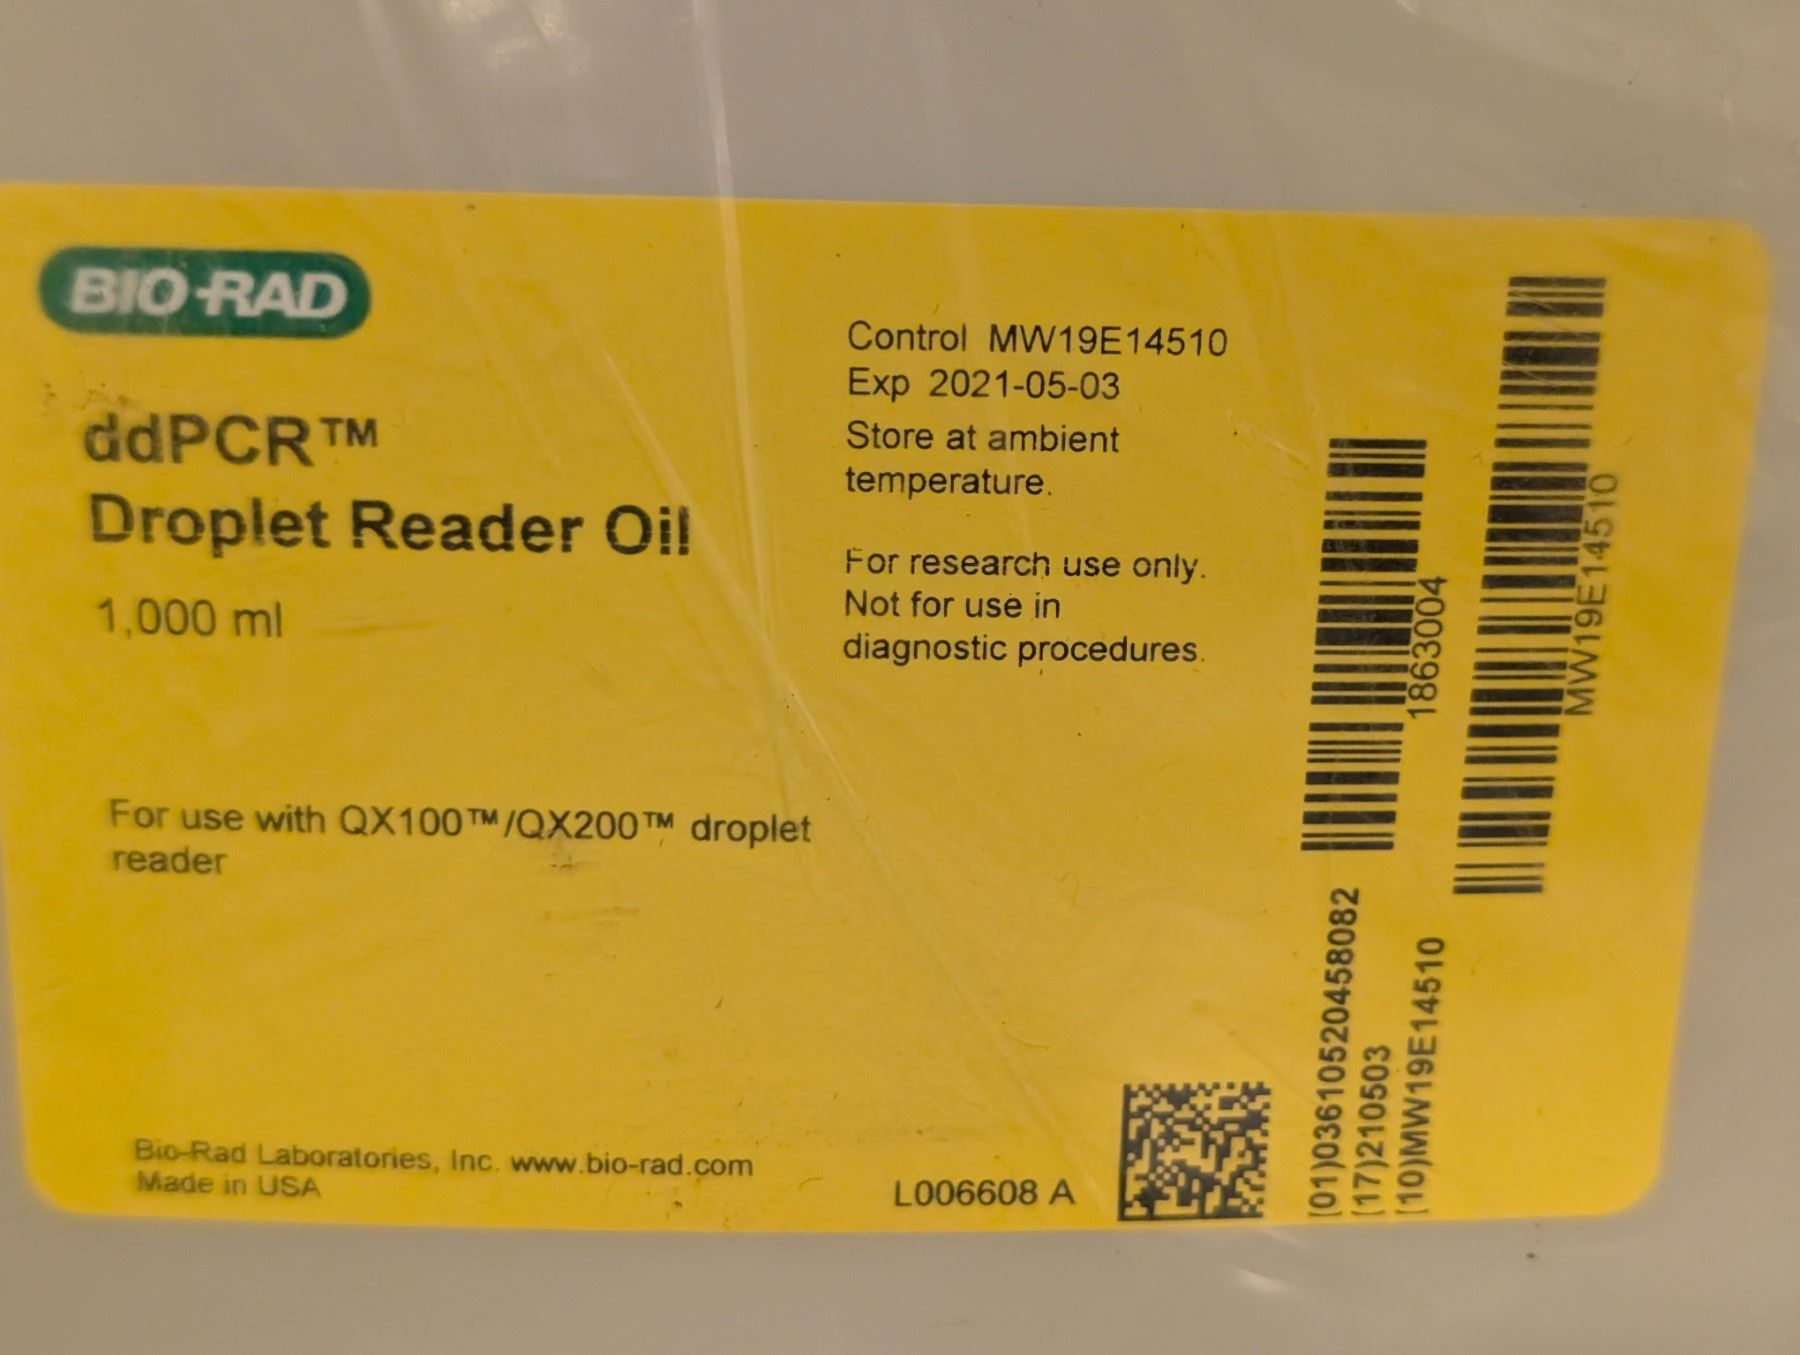 BIO-RAD
ddPCR™
Droplet Reader Oil
1,000 ml
For use with QX100™/QX200™ droplet
reader
Bio-Rad Laboratories, Inc. www.bio-rad.com
Made in USA
Control MW19E14510
Exp 2021-05-03
Store at ambient
temperature.
For research use only.
Not for use in
diagnostic procedures.
L006608 A
1863004
MW19E14510
(01)03610520458082
(17)210503
(10)MW19E14510